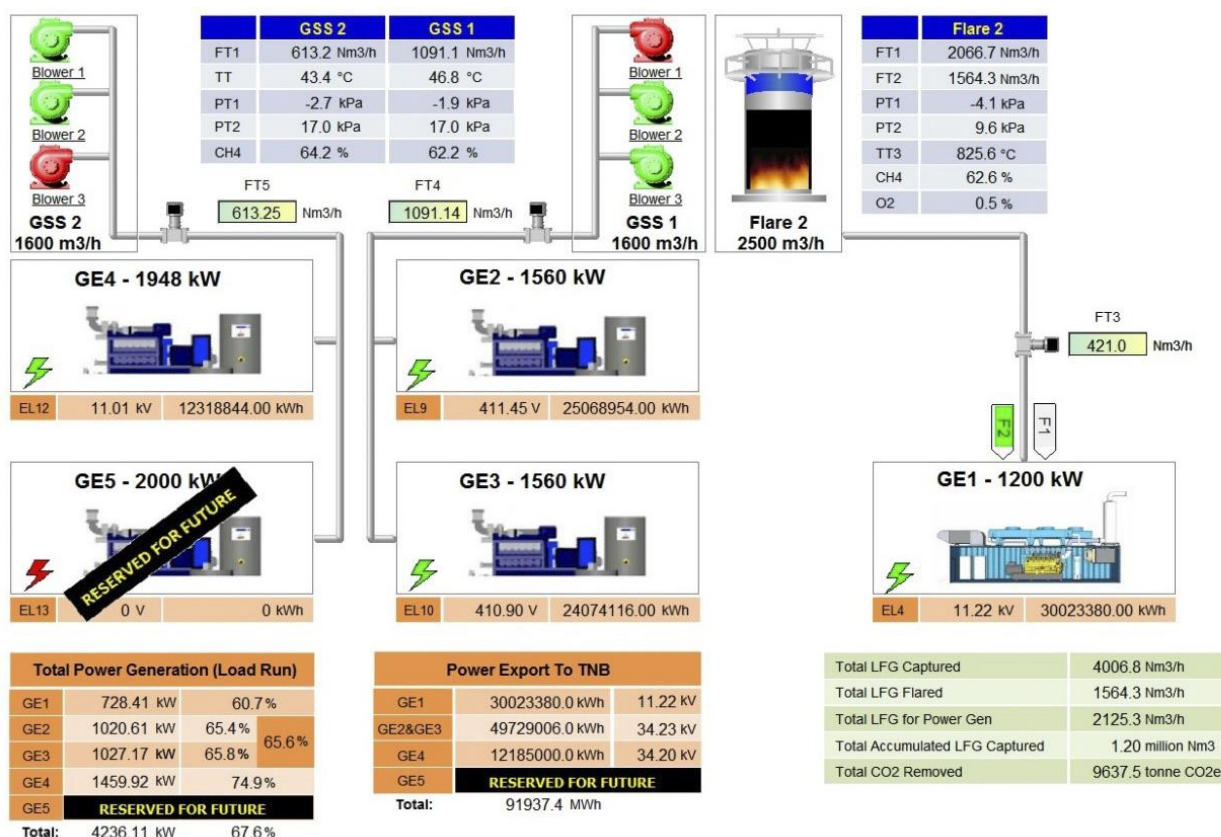 GSS 2 GSS 1
FT1 613.2 Nm3/h 1091.1 Nm3/h
TT 43.4 °C 46.8 °C
PT1 -2.7 kPa -1.9 kPa
PT2 17.0 kPa 17.0 kPa
CH4 64.2 % 62.2 %
Blower 1
Blower 2
Blower 3
GSS 2
1600 m3/h
FT5
613.25 Nm3/h
FT4
1091.14 Nm3/h
Blower 1
Blower 2
Blower 3
GSS 1
1600 m3/h
Flare 2
2500 m3/h
Flare 2
FT1 2066.7 Nm3/h
FT2 1564.3 Nm3/h
PT1 -4.1 kPa
PT2 9.6 kPa
TT3 825.6 °C
CH4 62.6 %
O2 0.5 %
FT3
421.0 Nm3/h
F2 F1
GE4 - 1948 kW
EL12 11.01 kV 12318844.00 kWh
GE2 - 1560 kW
EL9 411.45 V 25068954.00 kWh
GE5 - 2000 kW
RESERVED FOR FUTURE
EL13 0 V 0 kWh
GE3 - 1560 kW
EL10 410.90 V 24074116.00 kWh
GE1 - 1200 kW
EL4 11.22 kV 30023380.00 kWh
Total Power Generation (Load Run)
GE1 728.41 kW 60.7%
GE2 1020.61 kW 65.4%
65.6%
GE3 1027.17 kW 65.8%
GE4 1459.92 kW 74.9%
GE5 RESERVED FOR FUTURE
Total: 4236.11 kW 67.6%
Power Export To TNB
GE1 30023380.0 kWh 11.22 kV
GE2&GE3 49729006.0 kWh 34.23 kV
GE4 12185000.0 kWh 34.20 kV
GE5 RESERVED FOR FUTURE
Total: 91937.4 MWh
Total LFG Captured 4006.8 Nm3/h
Total LFG Flared 1564.3 Nm3/h
Total LFG for Power Gen 2125.3 Nm3/h
Total Accumulated LFG Captured 1.20 million Nm3
Total CO2 Removed 9637.5 tonne CO2e